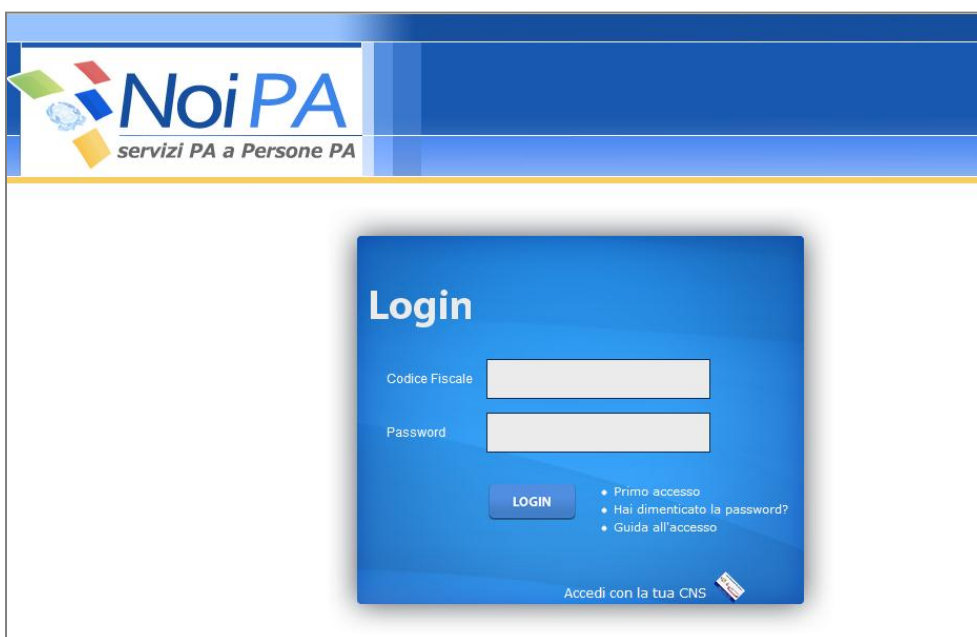 NoiPA
servizi PA a Persone PA
Login
Codice Fiscale
Password
LOGIN
Primo accesso
Hai dimenticato la password?
Guida all'accesso
Accedi con la tua CNS